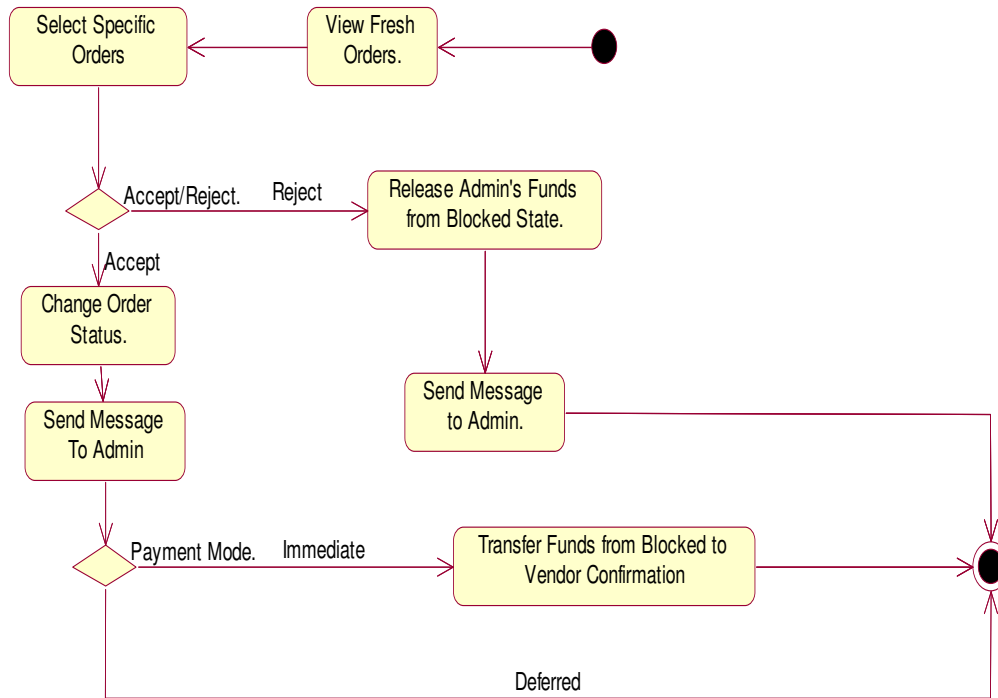 Select Specific
Orders
View Fresh
Orders.
Accept/Reject.
Reject
Release Admin's Funds
from Blocked State.
Accept
Change Order
Status.
Send Message
to Admin.
Send Message
To Admin
Payment Mode.
Immediate
Transfer Funds from Blocked to
Vendor Confirmation
Deferred